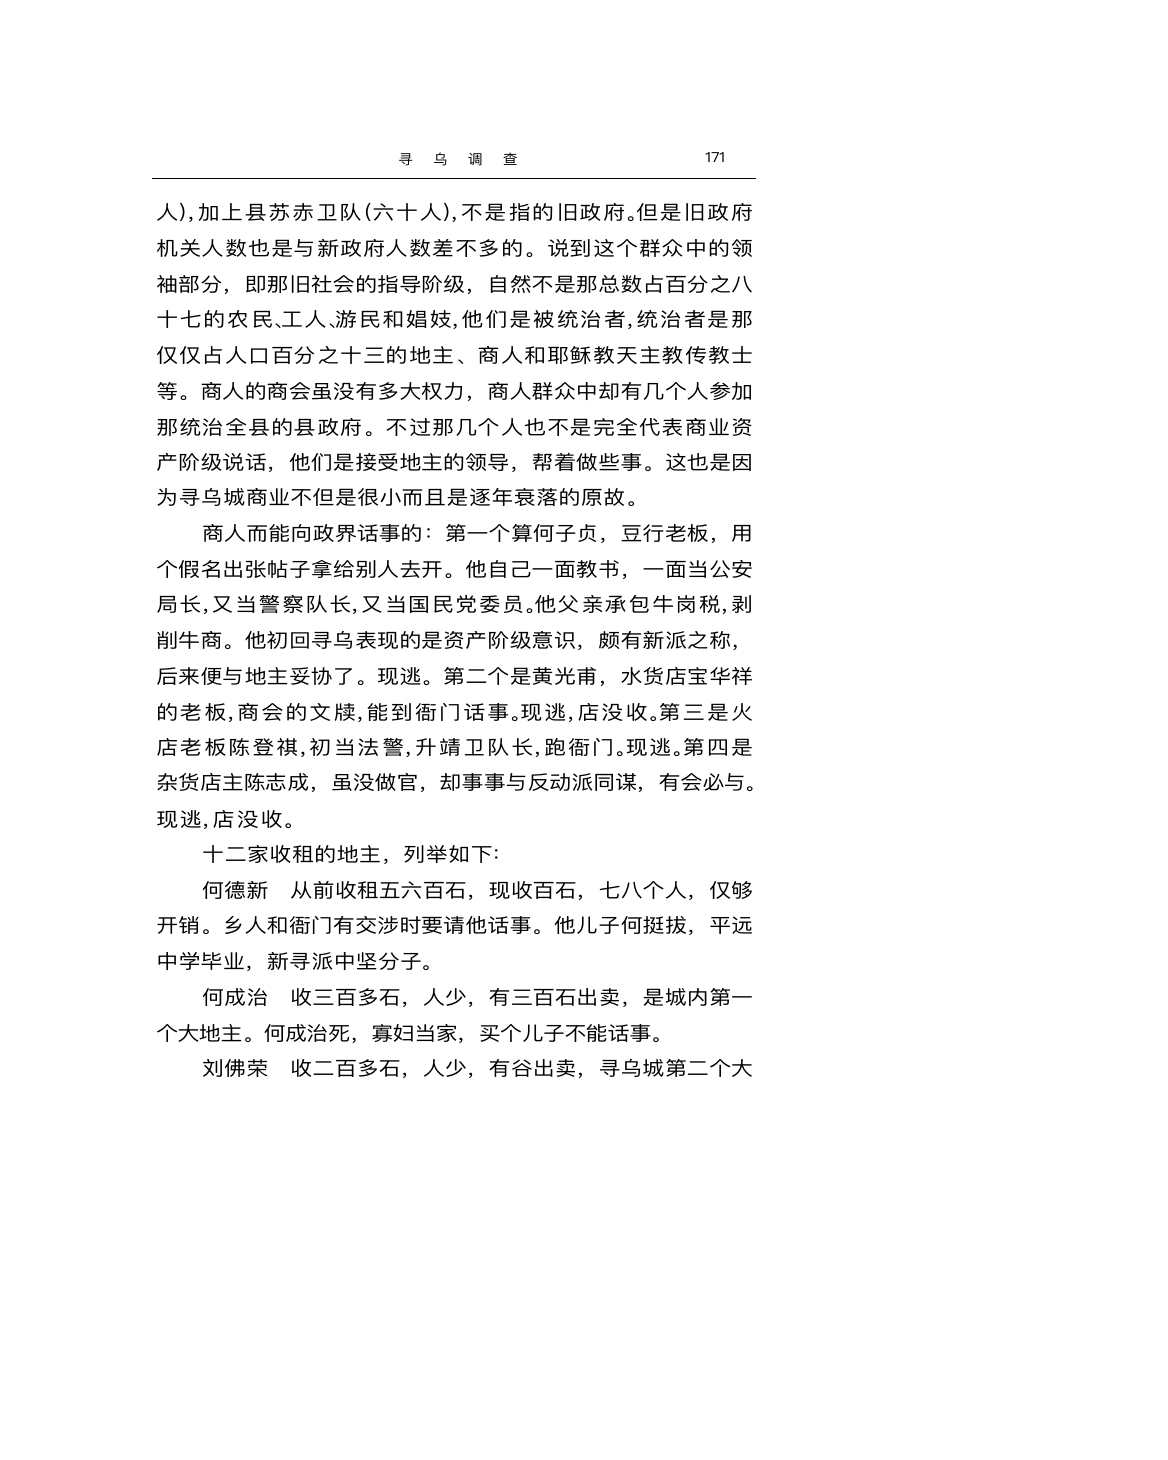 寻乌调查 171
人),加上县苏赤卫队(六十人),不是指的旧政府。但是旧政府
机关人数也是与新政府人数差不多的。说到这个群众中的领
袖部分，即那旧社会的指导阶级，自然不是那总数占百分之八
十七的农民、工人、游民和娼妓,他们是被统治者,统治者是那
仅仅占人口百分之十三的地主、商人和耶稣教天主教传教士
等。商人的商会虽没有多大权力，商人群众中却有几个人参加
那统治全县的县政府。不过那几个人也不是完全代表商业资
产阶级说话，他们是接受地主的领导，帮着做些事。这也是因
为寻乌城商业不但是很小而且是逐年衰落的原故。
商人而能向政界话事的：第一个算何子贞，豆行老板，用
个假名出张帖子拿给别人去开。他自己一面教书，一面当公安
局长,又当警察队长,又当国民党委员。他父亲承包牛岗税,剥
削牛商。他初回寻乌表现的是资产阶级意识，颇有新派之称，
后来便与地主妥协了。现逃。第二个是黄光甫，水货店宝华祥
的老板,商会的文牍,能到衙门话事。现逃,店没收。第三是火
店老板陈登祺,初当法警,升靖卫队长,跑衙门。现逃。第四是
杂货店主陈志成，虽没做官，却事事与反动派同谋，有会必与。
现逃,店没收。
十二家收租的地主，列举如下：
何德新　从前收租五六百石，现收百石，七八个人，仅够
开销。乡人和衙门有交涉时要请他话事。他儿子何挺拔，平远
中学毕业，新寻派中坚分子。
何成治　收三百多石，人少，有三百石出卖，是城内第一
个大地主。何成治死，寡妇当家，买个儿子不能话事。
刘佛荣　收二百多石，人少，有谷出卖，寻乌城第二个大